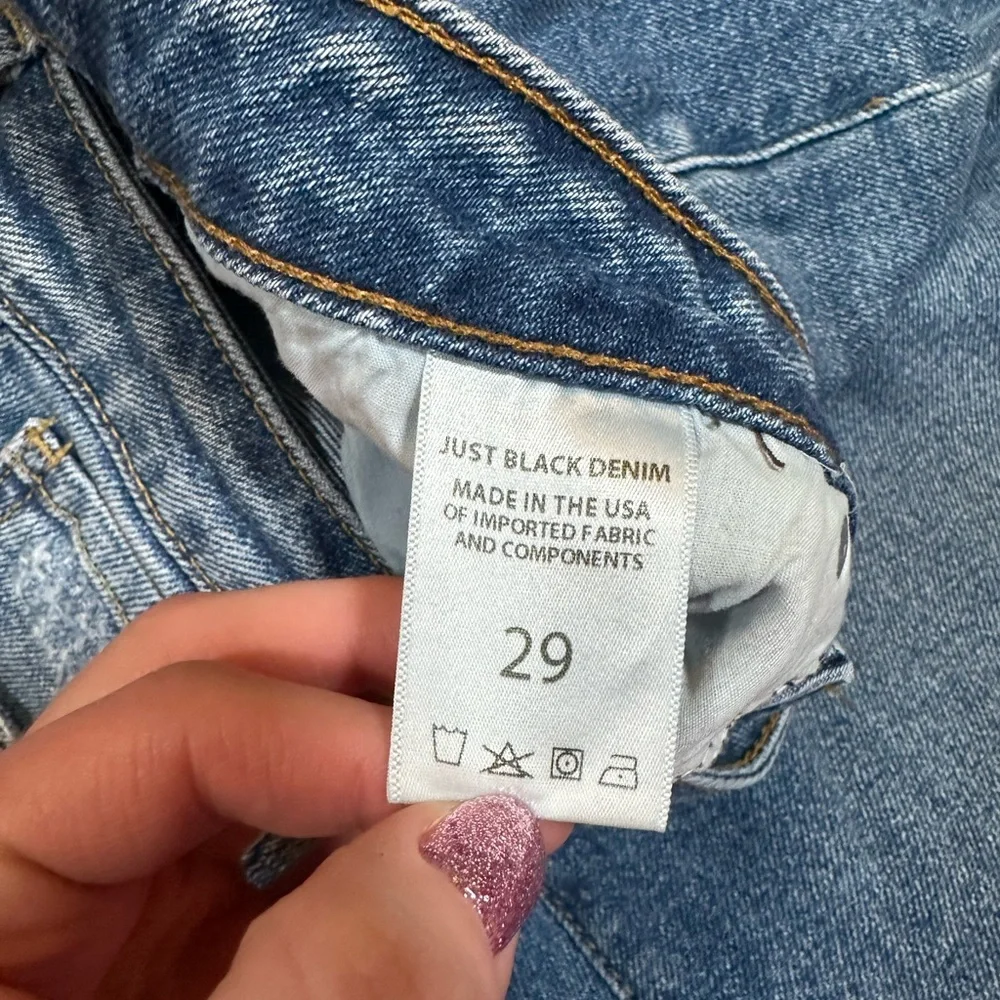 JUST BLACK DENIM
MADE IN THE USA
OF IMPORTED FABRIC
AND COMPONENTS
29